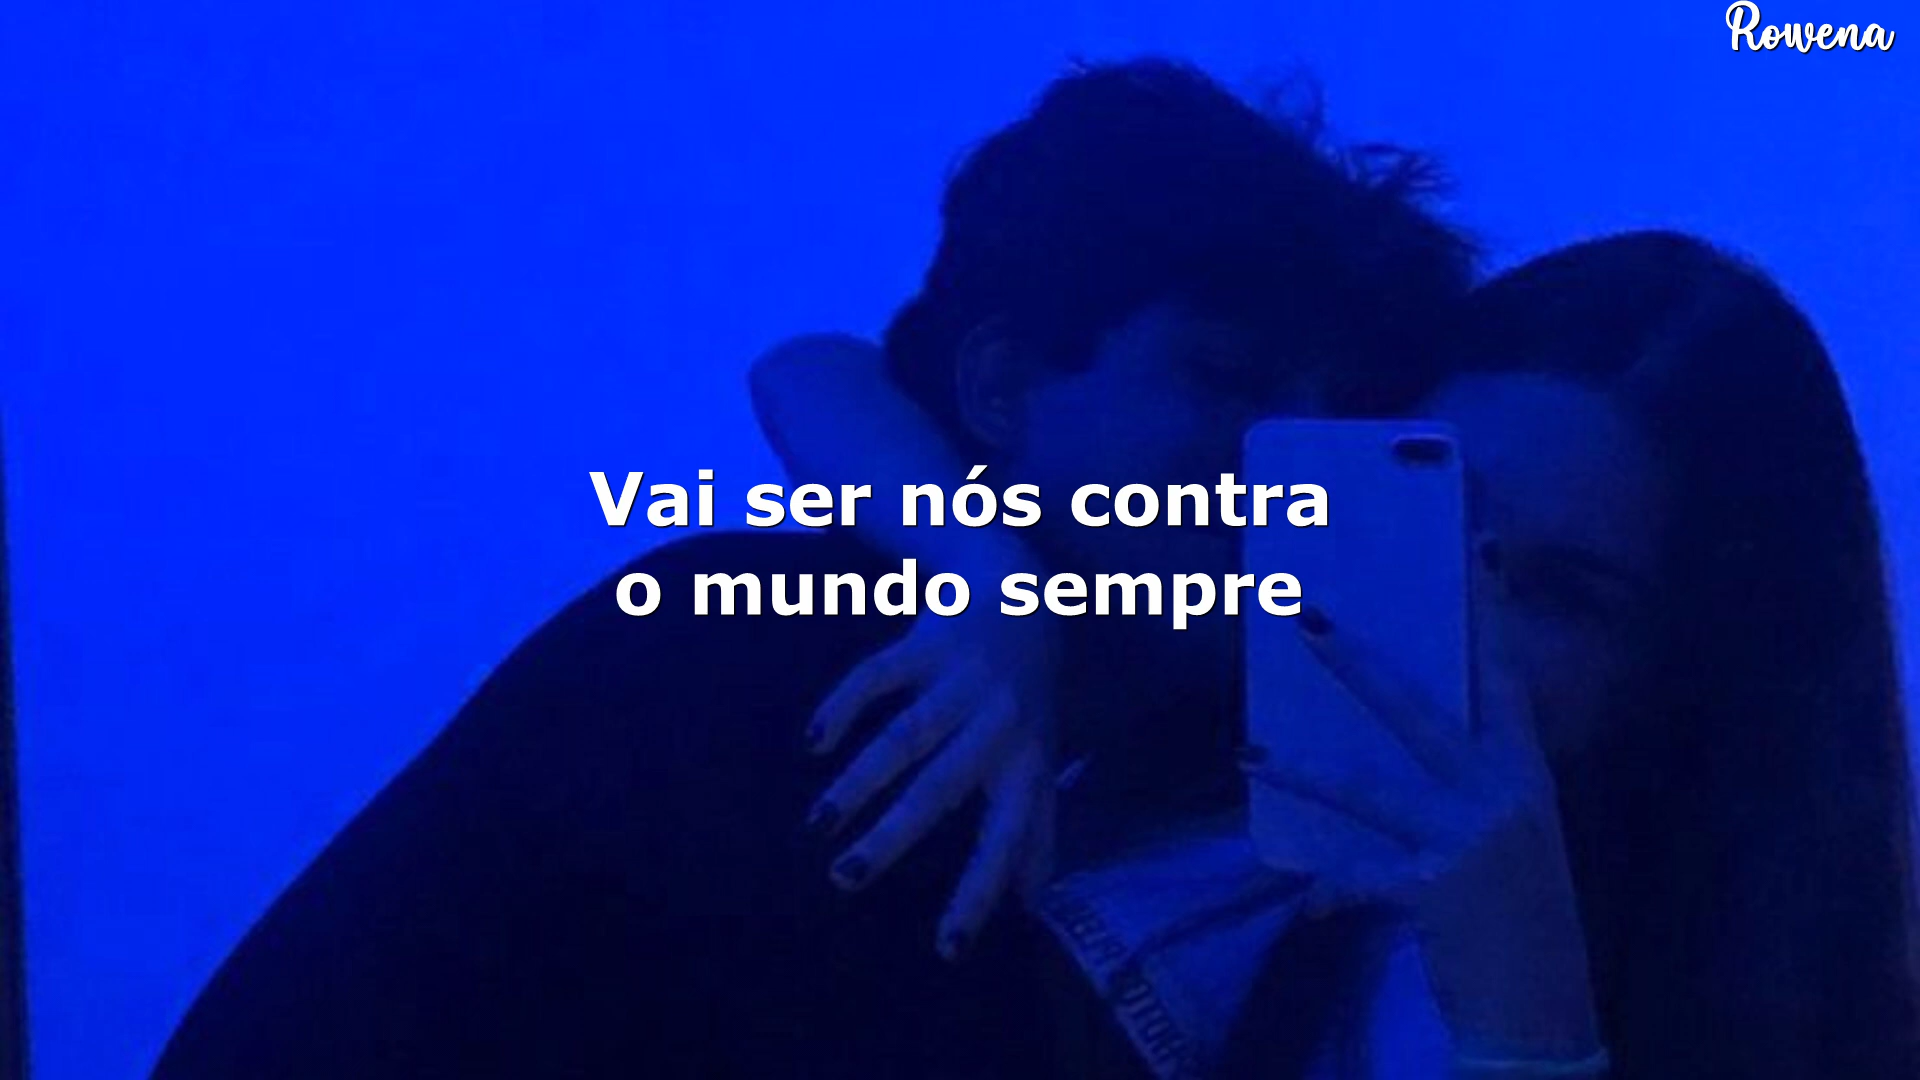 Rowena
Vai ser nós contra
o mundo sempre